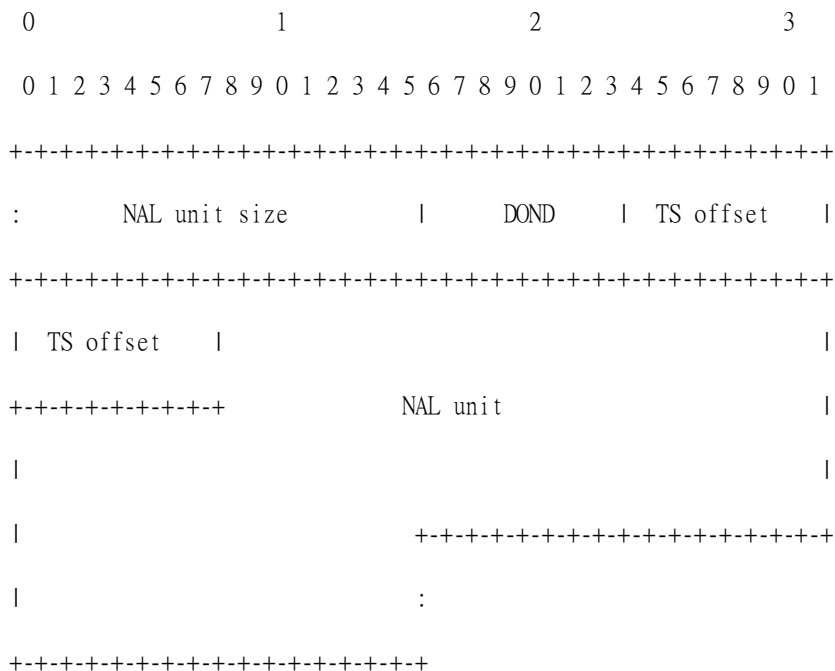 0                   1                   2                   3
0 1 2 3 4 5 6 7 8 9 0 1 2 3 4 5 6 7 8 9 0 1 2 3 4 5 6 7 8 9 0 1
+-+-+-+-+-+-+-+-+-+-+-+-+-+-+-+-+-+-+-+-+-+-+-+-+-+-+-+-+-+-+-+-+
:        NAL unit size          |      DOND     |  TS offset    |
+-+-+-+-+-+-+-+-+-+-+-+-+-+-+-+-+-+-+-+-+-+-+-+-+-+-+-+-+-+-+-+-+
|  TS offset    |                                               |
+-+-+-+-+-+-+-+-+              NAL unit                         |
|                                                               |
|                               +-+-+-+-+-+-+-+-+-+-+-+-+-+-+-+-+
|                               :
+-+-+-+-+-+-+-+-+-+-+-+-+-+-+-+-+